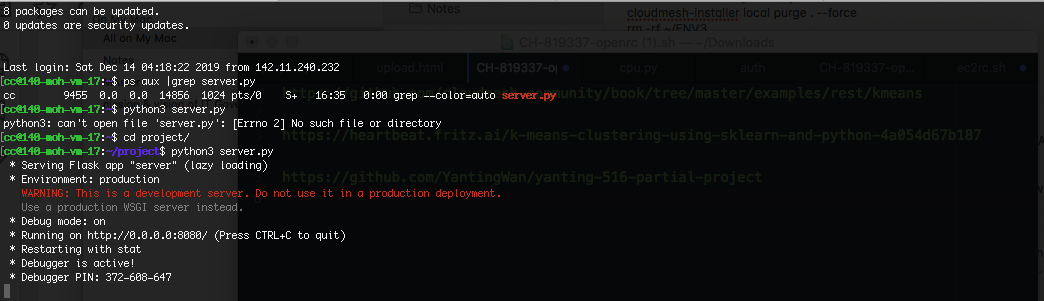 8 packages can be updated.
0 updates are security updates.
Notes
cloudmesh-installer local purge . --force
rm -rf ~/ENV3
All on My Mac
CH-819337-openrc (1).sh — ~/Downloads
Last login: Sat Dec 14 04:18:22 2019 from 142.11.240.232
upload.html
CH-819337-op
cpu.py
auth
CH-819337-op...
ec2rc.sh
[cc@140-moh-vm-17:~$ ps aux |grep server.py
cc 9455 0.0 0.0 14856 1024 pts/0 S+ 16:35 0:00 grep --color=auto server.py
mmunity/book/tree/master/examples/rest/kmeans
[cc@140-moh-vm-17:~$ python3 server.py
python3: can't open file 'server.py': [Errno 2] No such file or directory
[cc@140-moh-vm-17:~$ cd project/
https://heartbeat.fritz.ai/k-means-clustering-using-sklearn-and-python-4a054d67b187
[cc@140-moh-vm-17:~/project$ python3 server.py
* Serving Flask app "server" (lazy loading)
* Environment: production
https://github.com/YantingWan/yanting-516-partial-project
WARNING: This is a development server. Do not use it in a production deployment.
Use a production WSGI server instead.
* Debug mode: on
* Running on http://0.0.0.0:8080/ (Press CTRL+C to quit)
* Restarting with stat
* Debugger is active!
* Debugger PIN: 372-608-647